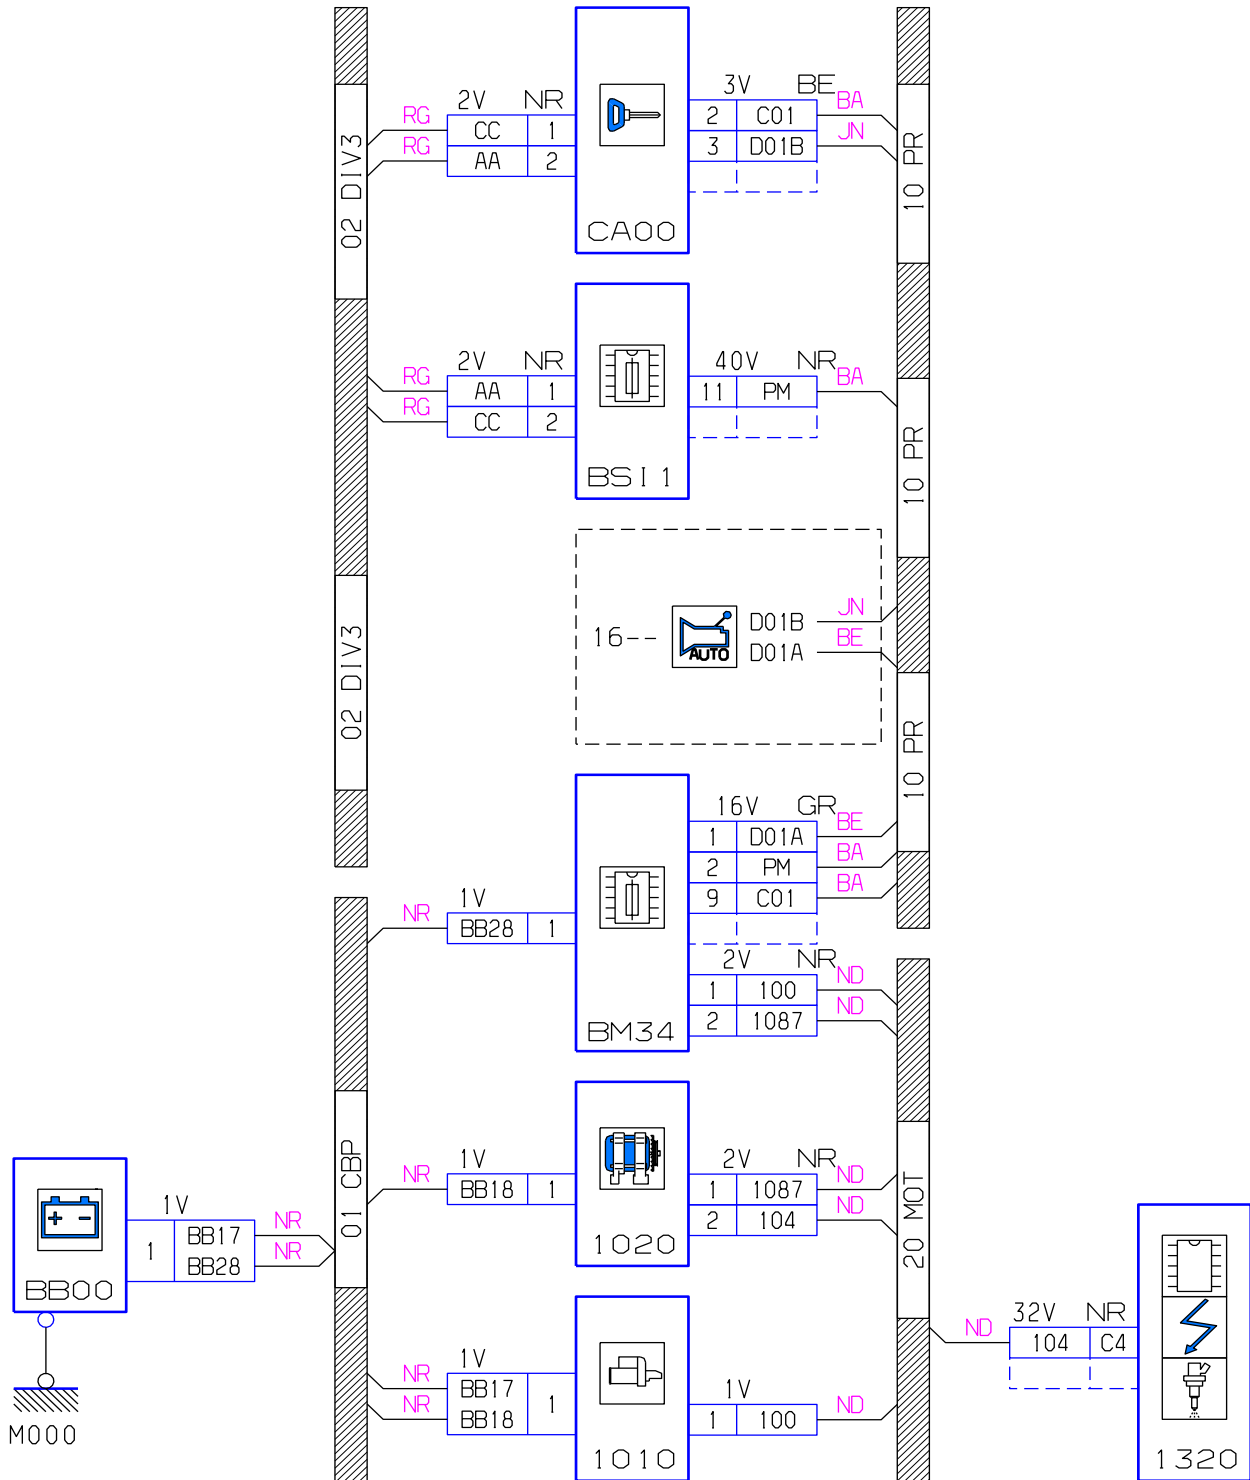 3V BE
2V NR
RG CC 1
RG AA 2
2 C01 BA
3 D01B JN
CA00
02 DIV3
10 PR
2V NR
RG AA 1
RG CC 2
40V NR
11 PM BA
BSI1
10 PR
16--
AUTO
D01B JN
D01A BE
02 DIV3
10 PR
16V GR
1 D01A BE
2 PM BA
9 C01 BA
1V
NR BB28 1
2V NR
1 100 ND
2 1087 ND
BM34
01 CBP
20 MOT
1V
NR BB18 1
2V NR
1 1087 ND
2 104 ND
1020
1V
1 BB17 NR
BB28 NR
+ -
BB00
M000
1V
NR BB17 1
NR BB18
1V
1 100 ND
1010
32V NR
ND 104 C4
1320